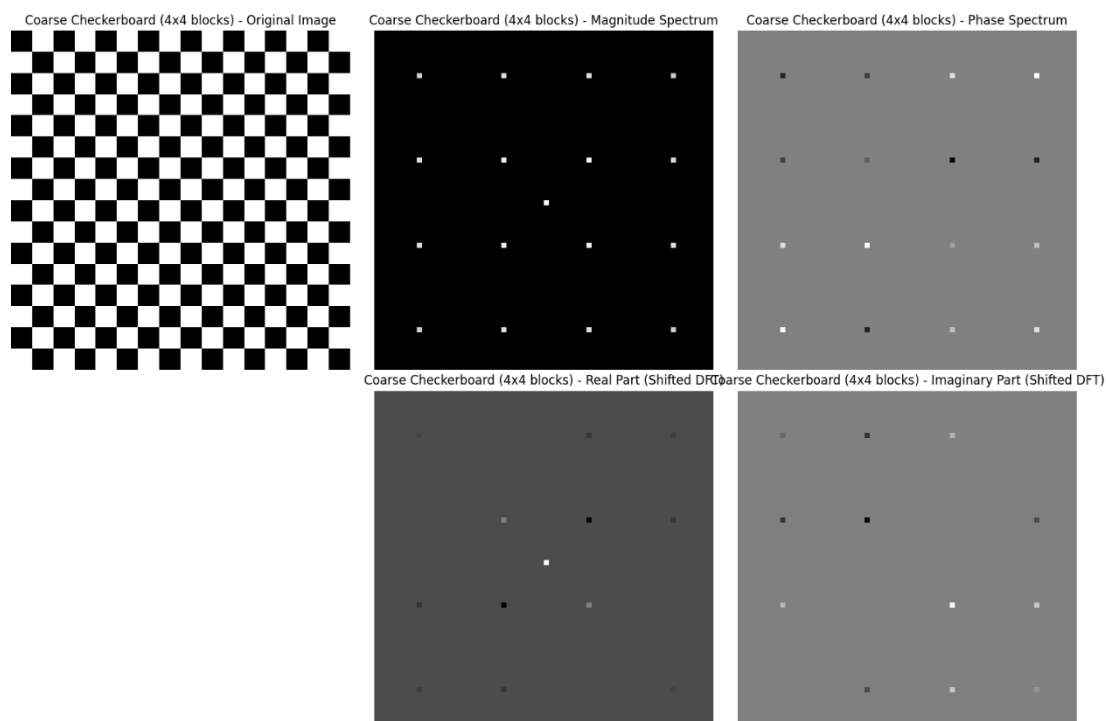 Coarse Checkerboard (4x4 blocks) - Original Image
Coarse Checkerboard (4x4 blocks) - Magnitude Spectrum
Coarse Checkerboard (4x4 blocks) - Phase Spectrum
Coarse Checkerboard (4x4 blocks) - Real Part (Shifted DFT)
Coarse Checkerboard (4x4 blocks) - Imaginary Part (Shifted DFT)